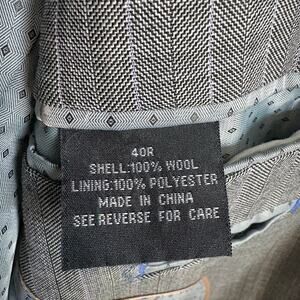 40R
SHELL:100% WOOL
LINING:100% POLYESTER
MADE IN CHINA
SEE REVERSE FOR CARE